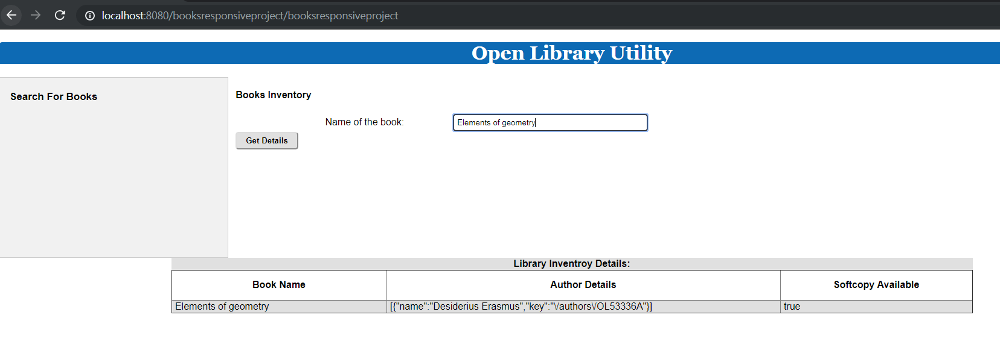 localhost:8080/booksresponsiveproject/booksresponsiveproject
Open Library Utility
Search For Books
Books Inventory
Name of the book: Elements of geometry
Get Details
Library Inventroy Details:
Book Name Author Details Softcopy Available
Elements of geometry [{"name":"Desiderius Erasmus","key":"\/authors\/OL53336A"}] true